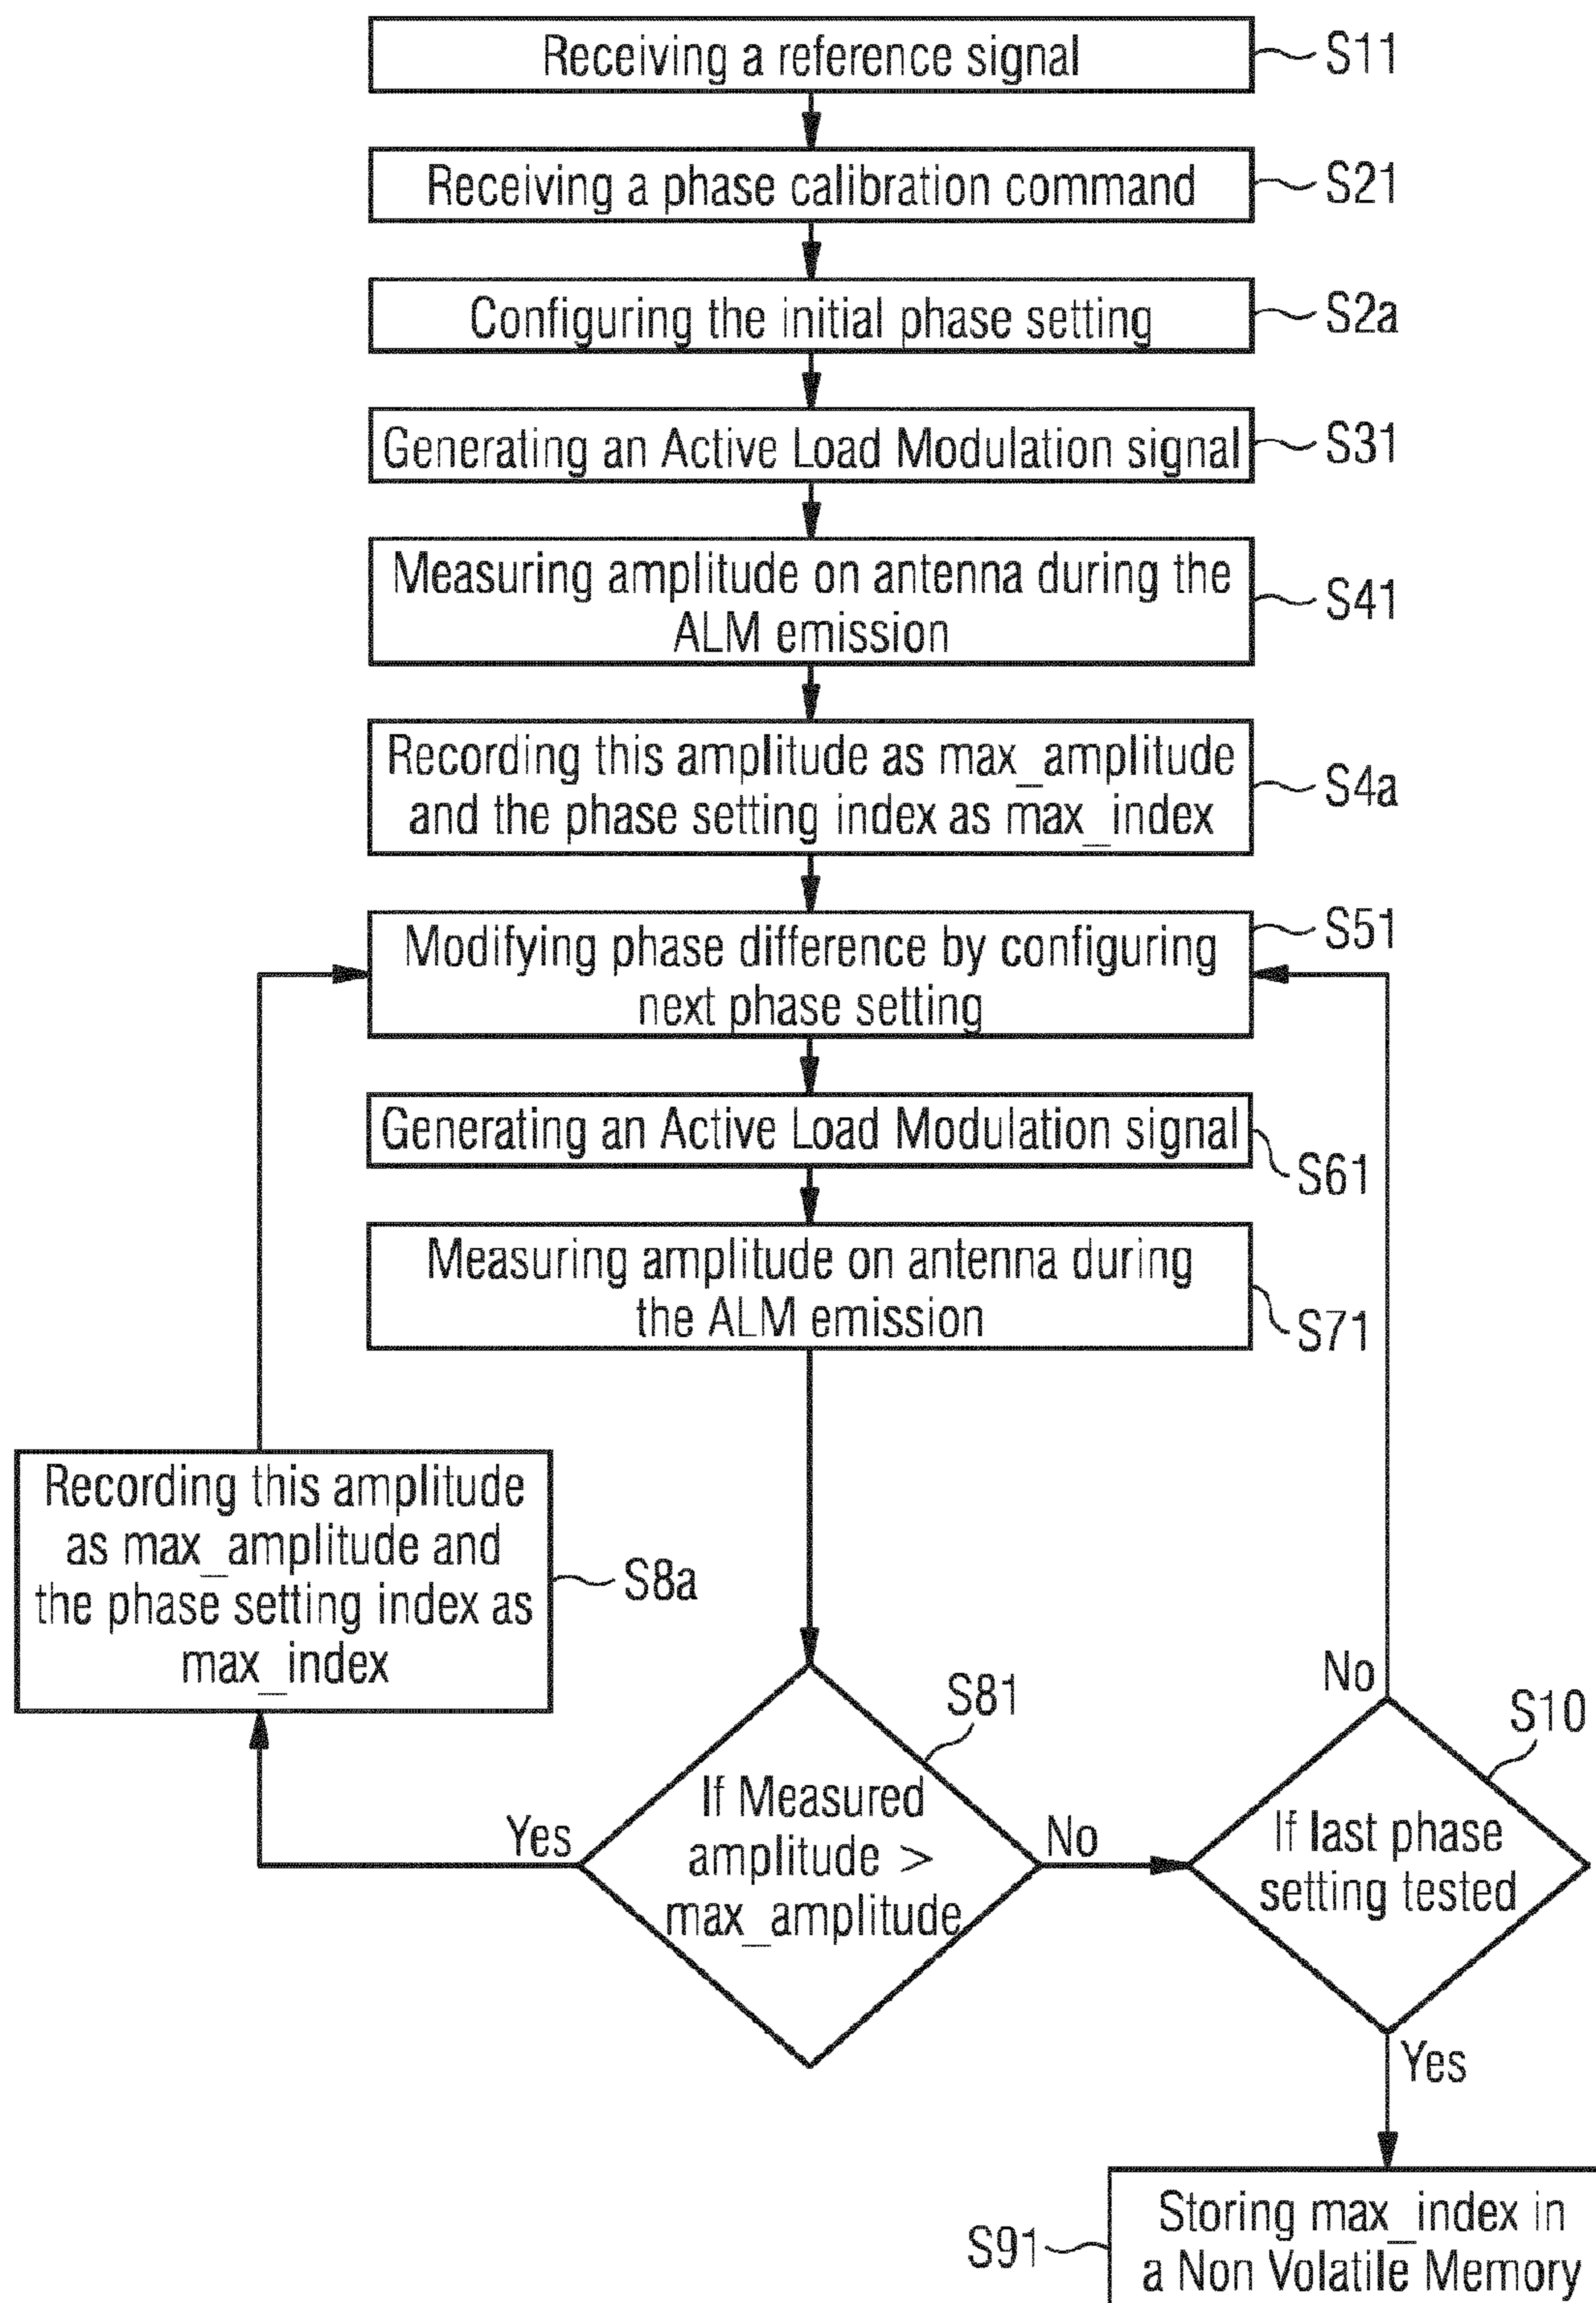 Receiving a reference signal
S11
Receiving a phase calibration command
S21
Configuring the initial phase setting
S2a
Generating an Active Load Modulation signal
S31
Measuring amplitude on antenna during the
ALM emission
S41
Recording this amplitude as max_amplitude
and the phase setting index as max_index
S4a
Modifying phase difference by configuring
next phase setting
S51
Generating an Active Load Modulation signal
S61
Measuring amplitude on antenna during
the ALM emission
S71
Recording this amplitude
as max_amplitude and
the phase setting index as
max_index
S8a
If Measured
amplitude >
max_amplitude
S81
Yes
No
If last phase
setting tested
S10
No
Yes
Storing max_index in
a Non Volatile Memory
S91